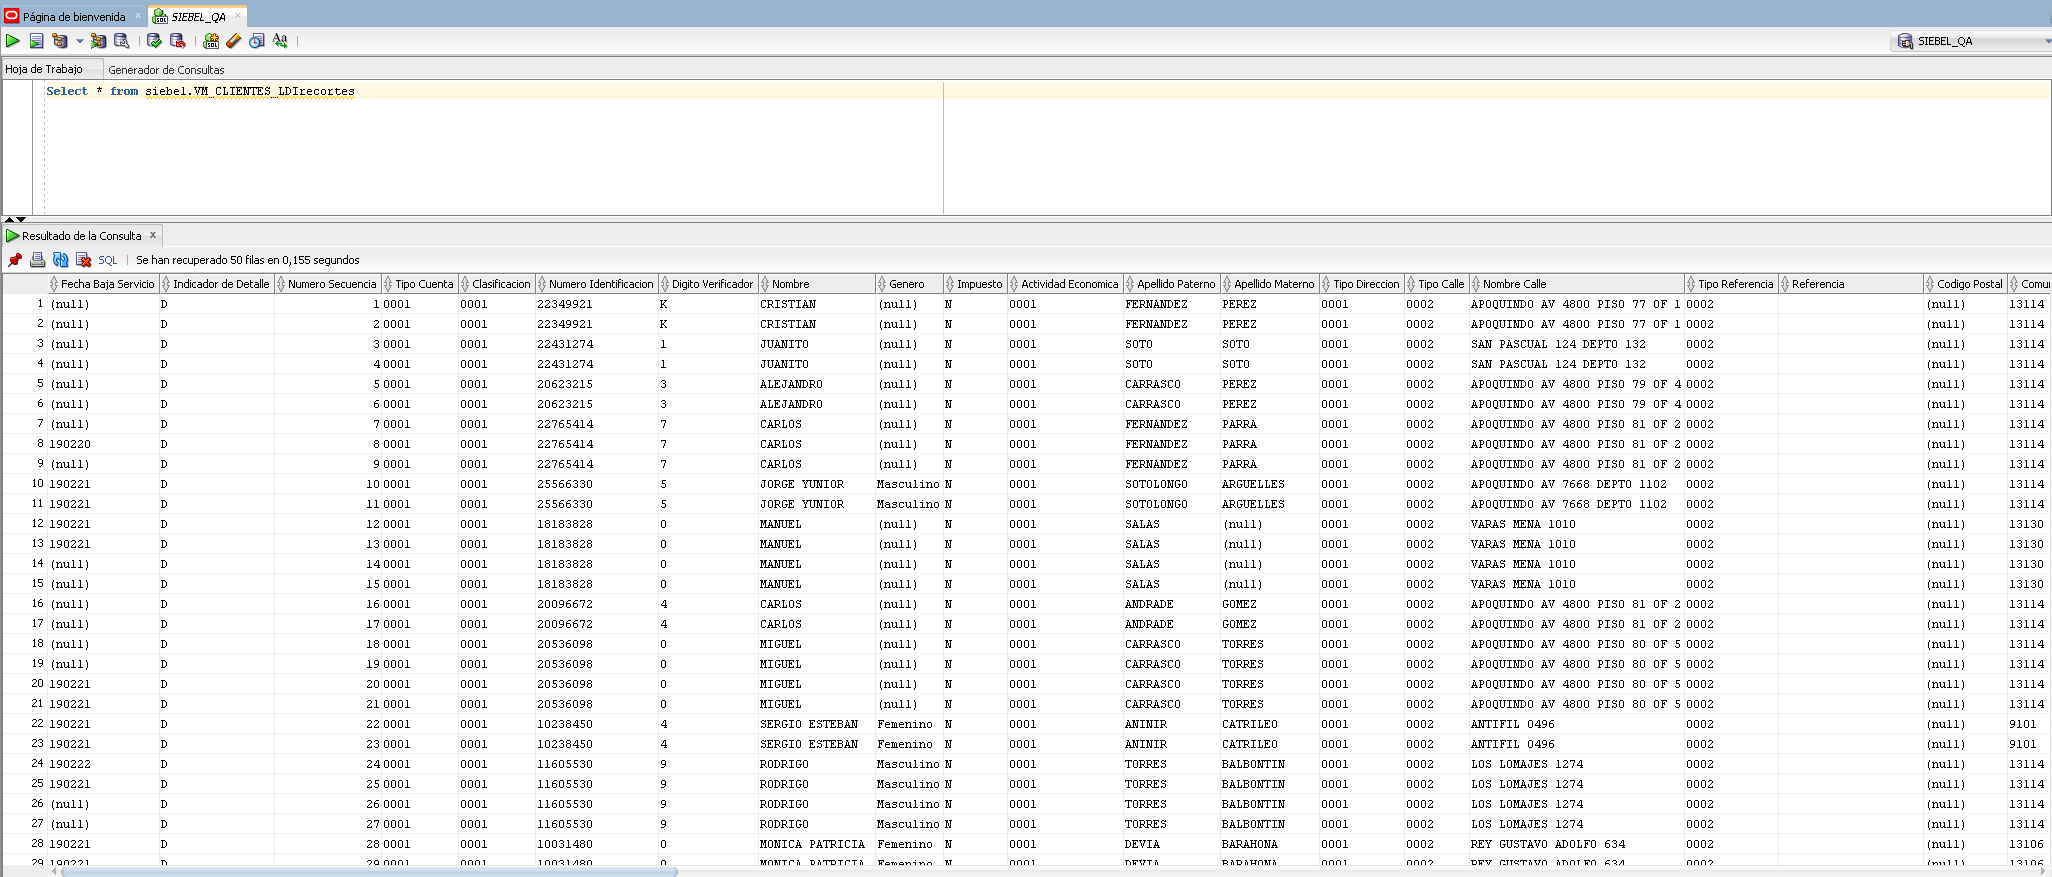 Página de bienvenida SIEBEL_QA
SIEBEL_QA
Hoja de Trabajo Generador de Consultas
Select * from siebel.VM_CLIENTES_LDIrecortes
Resultado de la Consulta
SQL Se han recuperado 50 filas en 0,155 segundos
Fecha Baja Servicio Indicador de Detalle Numero Secuencia Tipo Cuenta Clasificacion Numero Identificacion Digito Verificador Nombre Genero Impuesto Actividad Economica Apellido Paterno Apellido Materno Tipo Direccion Tipo Calle Nombre Calle Tipo Referencia Referencia Codigo Postal Comu
1 (null) D 1 0001 0001 22349921 K CRISTIAN (null) N 0001 FERNANDEZ PEREZ 0001 0002 APOQUINDO AV 4800 PISO 77 OF 1 0002 (null) 13114
2 (null) D 2 0001 0001 22349921 K CRISTIAN (null) N 0001 FERNANDEZ PEREZ 0001 0002 APOQUINDO AV 4800 PISO 77 OF 1 0002 (null) 13114
3 (null) D 3 0001 0001 22431274 1 JUANITO (null) N 0001 SOTO SOTO 0001 0002 SAN PASCUAL 124 DEPTO 132 0002 (null) 13114
4 (null) D 4 0001 0001 22431274 1 JUANITO (null) N 0001 SOTO SOTO 0001 0002 SAN PASCUAL 124 DEPTO 132 0002 (null) 13114
5 (null) D 5 0001 0001 20623215 3 ALEJANDRO (null) N 0001 CARRASCO PEREZ 0001 0002 APOQUINDO AV 4800 PISO 79 OF 4 0002 (null) 13114
6 (null) D 6 0001 0001 20623215 3 ALEJANDRO (null) N 0001 CARRASCO PEREZ 0001 0002 APOQUINDO AV 4800 PISO 79 OF 4 0002 (null) 13114
7 (null) D 7 0001 0001 22765414 7 CARLOS (null) N 0001 FERNANDEZ PARRA 0001 0002 APOQUINDO AV 4800 PISO 81 OF 2 0002 (null) 13114
8 190220 D 8 0001 0001 22765414 7 CARLOS (null) N 0001 FERNANDEZ PARRA 0001 0002 APOQUINDO AV 4800 PISO 81 OF 2 0002 (null) 13114
9 (null) D 9 0001 0001 22765414 7 CARLOS (null) N 0001 FERNANDEZ PARRA 0001 0002 APOQUINDO AV 4800 PISO 81 OF 2 0002 (null) 13114
10 190221 D 10 0001 0001 25566330 5 JORGE YUNIOR Masculino N 0001 SOTOLONGO ARGUELLES 0001 0002 APOQUINDO AV 7668 DEPTO 1102 0002 (null) 13114
11 190221 D 11 0001 0001 25566330 5 JORGE YUNIOR Masculino N 0001 SOTOLONGO ARGUELLES 0001 0002 APOQUINDO AV 7668 DEPTO 1102 0002 (null) 13114
12 190221 D 12 0001 0001 18183828 0 MANUEL (null) N 0001 SALAS (null) 0001 0002 VARAS MENA 1010 0002 (null) 13130
13 190221 D 13 0001 0001 18183828 0 MANUEL (null) N 0001 SALAS (null) 0001 0002 VARAS MENA 1010 0002 (null) 13130
14 (null) D 14 0001 0001 18183828 0 MANUEL (null) N 0001 SALAS (null) 0001 0002 VARAS MENA 1010 0002 (null) 13130
15 (null) D 15 0001 0001 18183828 0 MANUEL (null) N 0001 SALAS (null) 0001 0002 VARAS MENA 1010 0002 (null) 13130
16 (null) D 16 0001 0001 20096672 4 CARLOS (null) N 0001 ANDRADE GOMEZ 0001 0002 APOQUINDO AV 4800 PISO 81 OF 2 0002 (null) 13114
17 (null) D 17 0001 0001 20096672 4 CARLOS (null) N 0001 ANDRADE GOMEZ 0001 0002 APOQUINDO AV 4800 PISO 81 OF 2 0002 (null) 13114
18 (null) D 18 0001 0001 20536098 0 MIGUEL (null) N 0001 CARRASCO TORRES 0001 0002 APOQUINDO AV 4800 PISO 80 OF 5 0002 (null) 13114
19 (null) D 19 0001 0001 20536098 0 MIGUEL (null) N 0001 CARRASCO TORRES 0001 0002 APOQUINDO AV 4800 PISO 80 OF 5 0002 (null) 13114
20 190221 D 20 0001 0001 20536098 0 MIGUEL (null) N 0001 CARRASCO TORRES 0001 0002 APOQUINDO AV 4800 PISO 80 OF 5 0002 (null) 13114
21 190221 D 21 0001 0001 20536098 0 MIGUEL (null) N 0001 CARRASCO TORRES 0001 0002 APOQUINDO AV 4800 PISO 80 OF 5 0002 (null) 13114
22 190221 D 22 0001 0001 10238450 4 SERGIO ESTEBAN Femenino N 0001 ANINIR CATRILEO 0001 0002 ANTIFIL 0496 0002 (null) 9101
23 190221 D 23 0001 0001 10238450 4 SERGIO ESTEBAN Femenino N 0001 ANINIR CATRILEO 0001 0002 ANTIFIL 0496 0002 (null) 9101
24 190222 D 24 0001 0001 11605530 9 RODRIGO Masculino N 0001 TORRES BALBONTIN 0001 0002 LOS LOMAJES 1274 0002 (null) 13114
25 190221 D 25 0001 0001 11605530 9 RODRIGO Masculino N 0001 TORRES BALBONTIN 0001 0002 LOS LOMAJES 1274 0002 (null) 13114
26 (null) D 26 0001 0001 11605530 9 RODRIGO Masculino N 0001 TORRES BALBONTIN 0001 0002 LOS LOMAJES 1274 0002 (null) 13114
27 (null) D 27 0001 0001 11605530 9 RODRIGO Masculino N 0001 TORRES BALBONTIN 0001 0002 LOS LOMAJES 1274 0002 (null) 13114
28 190221 D 28 0001 0001 10031480 0 MONICA PATRICIA Femenino N 0001 DEVIA BARAHONA 0001 0002 REY GUSTAVO ADOLFO 634 0002 (null) 13106
29 190221 D 29 0001 0001 10031480 0 MONICA PATRICIA Femenino N 0001 DEVIA BARAHONA 0001 0002 REY GUSTAVO ADOLFO 634 0002 (null) 13106